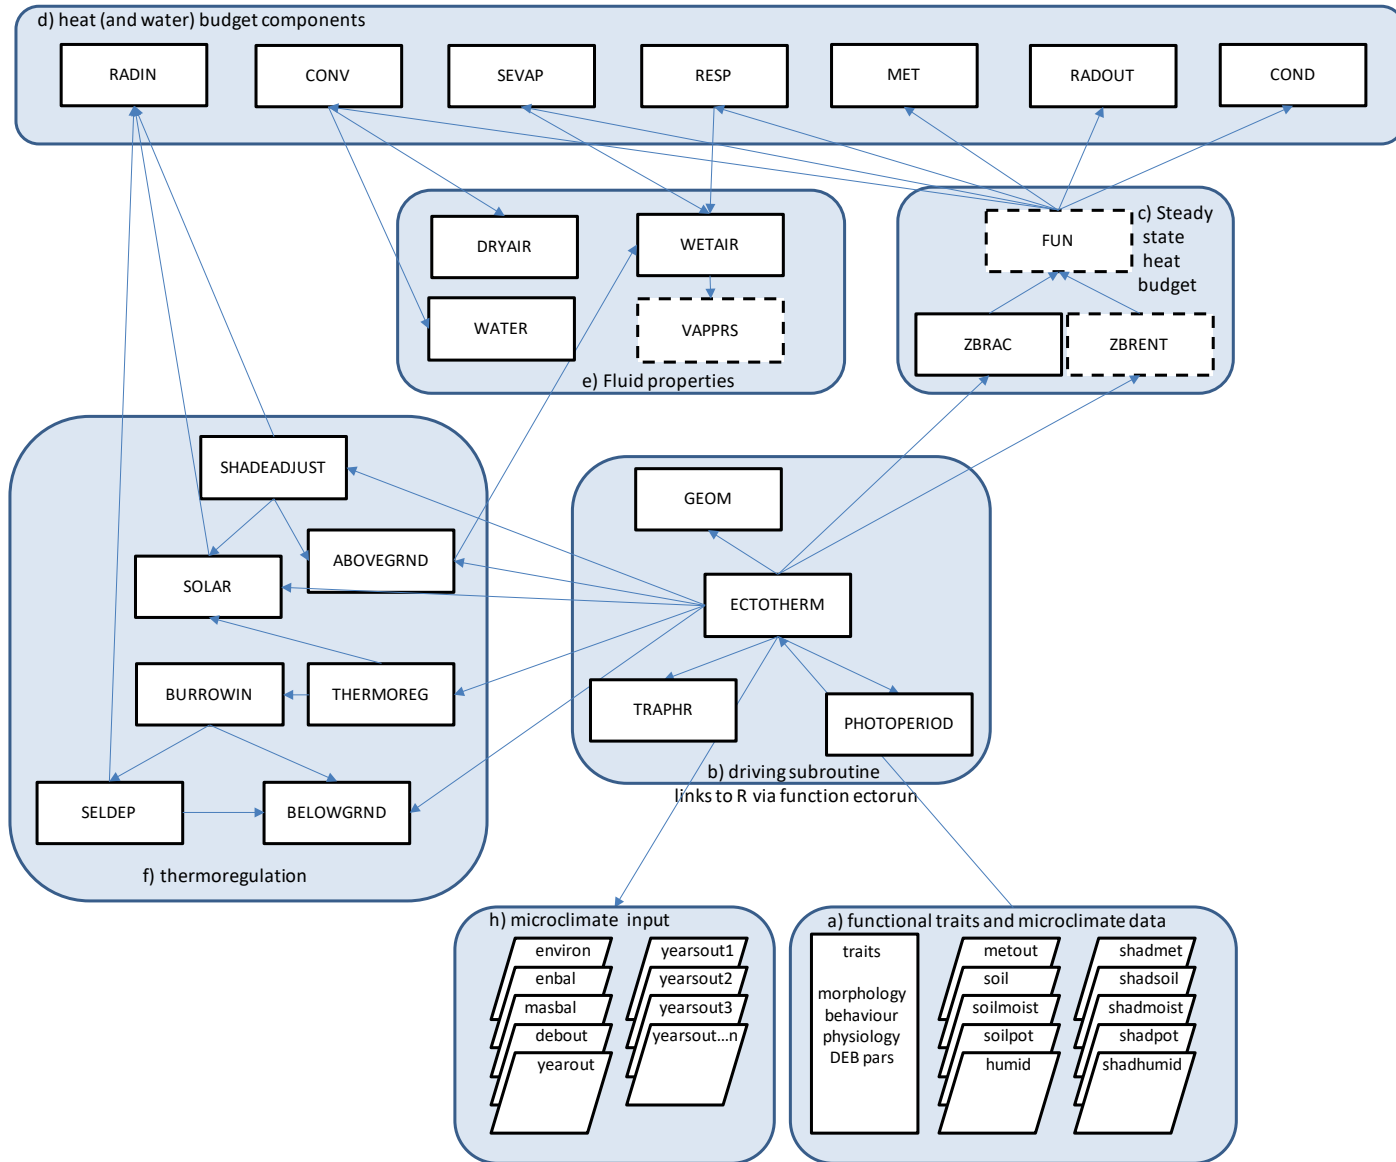 d) heat (and water) budget components
RADIN
CONV
SEVAP
RESP
MET
RADOUT
COND
DRYAIR
WETAIR
WATER
VAPPRS
e) Fluid properties
FUN
c) Steady
state
heat
budget
ZBRAC
ZBRENT
SHADEADJUST
ABOVEGRND
SOLAR
BURROWIN
THERMOREG
SELDEP
BELOWGRND
f) thermoregulation
GEOM
ECTOTHERM
TRAPHR
PHOTOPERIOD
b) driving subroutine
links to R via function ectorun
h) microclimate input
environ
enbal
masbal
debout
yearout
yearsout1
yearsout2
yearsout3
yearsout...n
a) functional traits and microclimate data
traits
morphology
behaviour
physiology
DEB pars
metout
soil
soilmoist
soilpot
humid
shadmet
shadsoil
shadmoist
shadpot
shadhumid